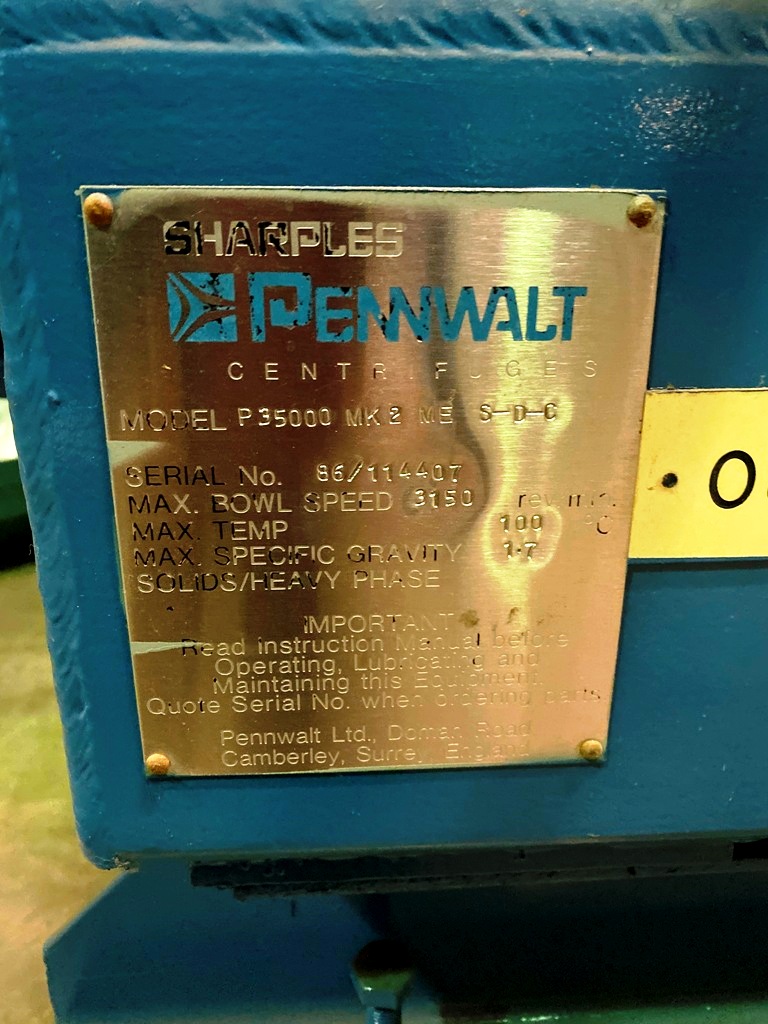 SHARPLES
PENNWALT
CENTRIFUGES
MODEL P35000 MK2 ME S-D-C
SERIAL No. 86/114407
MAX. BOWL SPEED 3150 rev min.
MAX. TEMP 100 °C
MAX. SPECIFIC GRAVITY 1·7
SOLIDS/HEAVY PHASE
IMPORTANT
Read instruction Manual before
Operating, Lubricating and
Maintaining this Equipment.
Quote Serial No. when ordering parts
Pennwalt Ltd., Doman Road
Camberley, Surrey, England